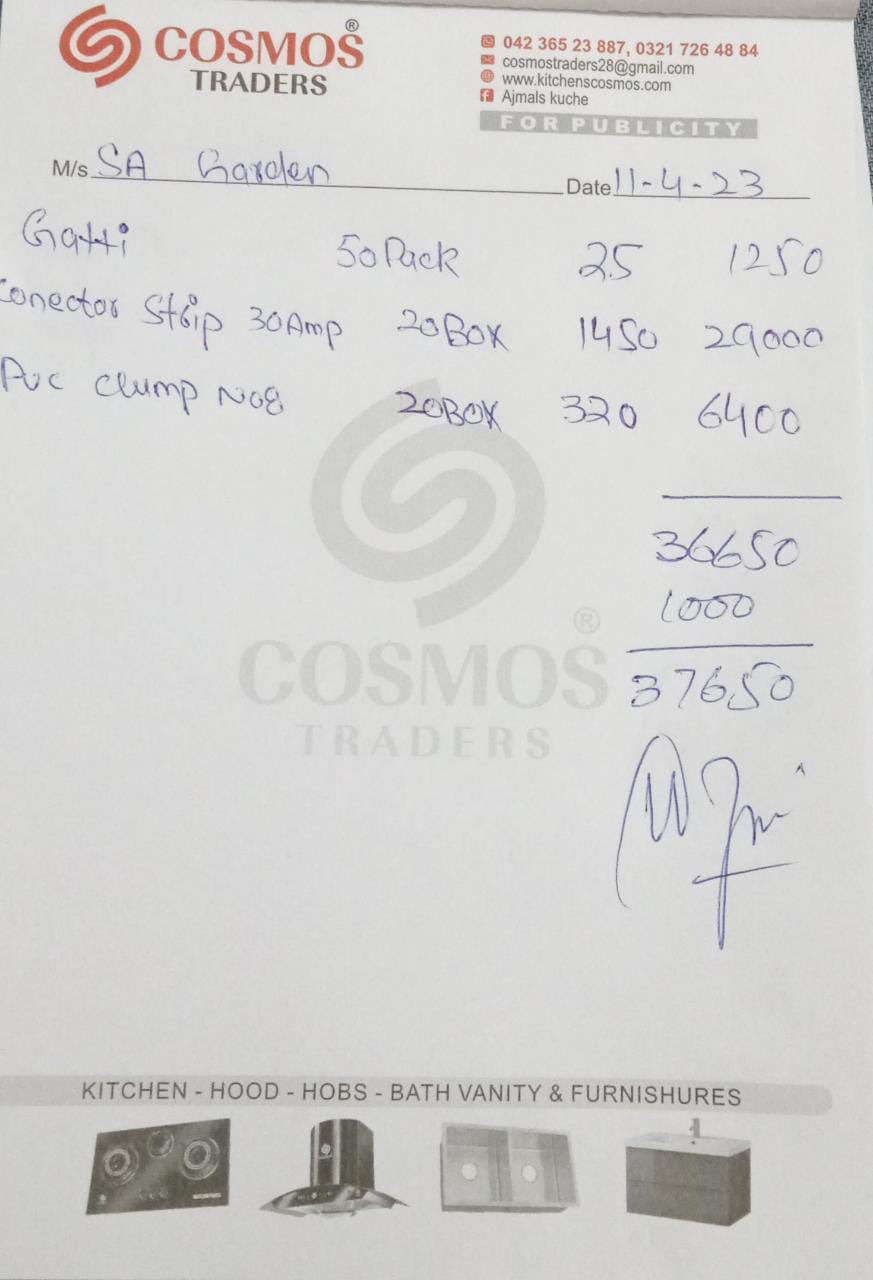 COSMOS ®
TRADERS
042 365 23 887, 0321 726 48 84
cosmostraders28@gmail.com
www.kitchenscosmos.com
Ajmals kuche
FOR PUBLICITY
M/s. SA Garden Date 11-4-23
Gatti 50 Pack 25 1250
Conector Strip 30 Amp 20 BOX 1450 29000
Pvc Clump No8 20 BOX 320 6400
36650
1000
37650
COSMOS ®
TRADERS
KITCHEN - HOOD - HOBS - BATH VANITY & FURNISHURES